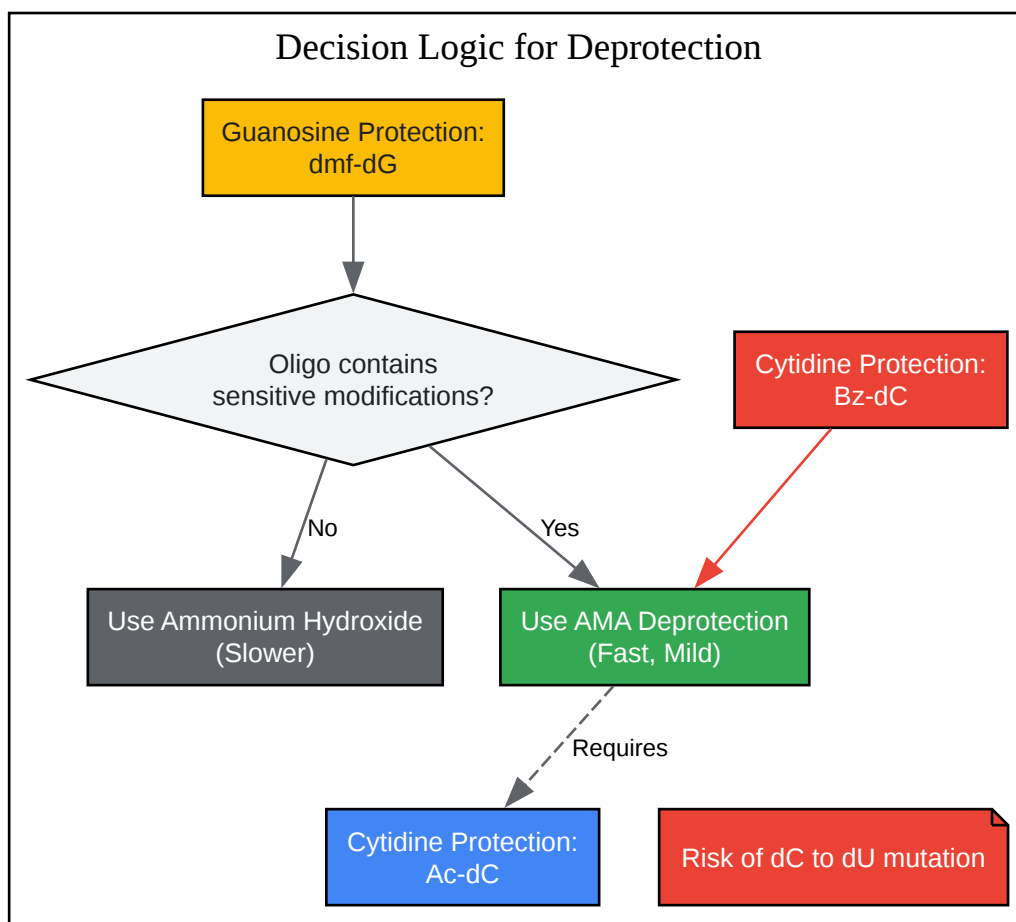 Decision Logic for Deprotection
Guanosine Protection:
dmf-dG
Oligo contains
sensitive modifications?
Cytidine Protection:
Bz-dC
No
Yes
Use Ammonium Hydroxide
(Slower)
Use AMA Deprotection
(Fast, Mild)
Requires
Cytidine Protection:
Ac-dC
Risk of dC to dU mutation